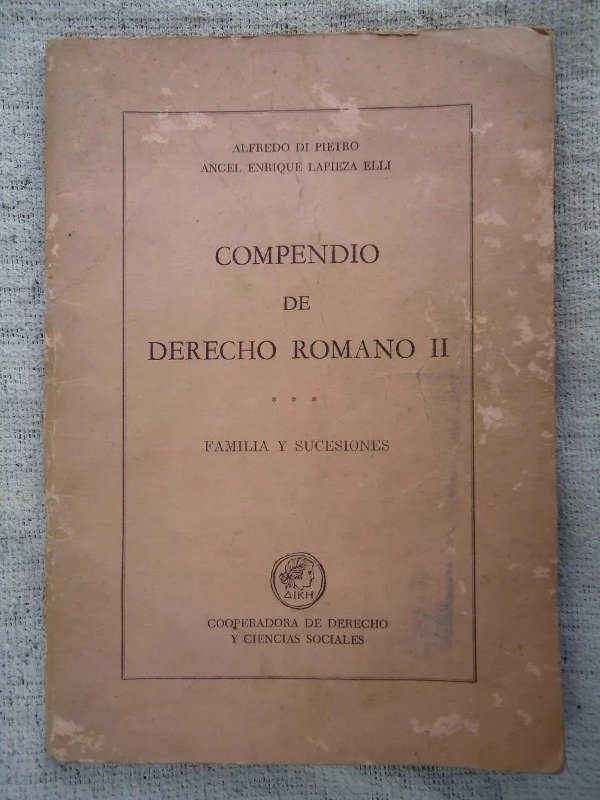 ALFREDO DI PIETRO
ANGEL ENRIQUE LAPIEZA ELLI
COMPENDIO
DE
DERECHO ROMANO II
* * *
FAMILIA Y SUCESIONES
ΔΙΚΗ
COOPERADORA DE DERECHO
Y CIENCIAS SOCIALES